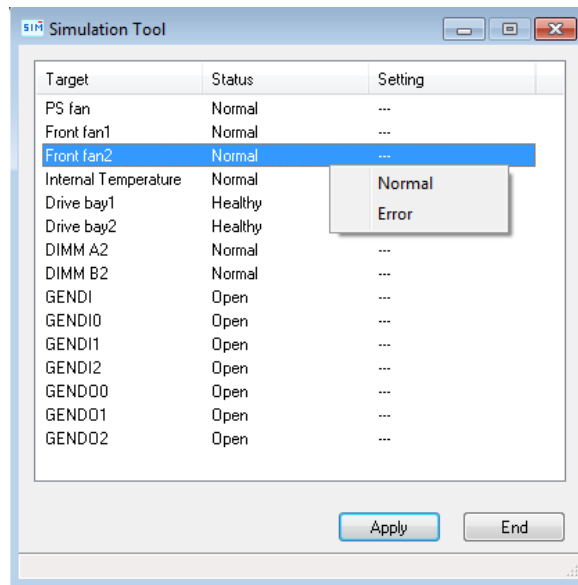 SIM Simulation Tool
Target Status Setting
PS fan Normal ---
Front fan1 Normal ---
Front fan2 Normal ---
Internal Temperature Normal
Normal
Drive bay1 Healthy
Error
Drive bay2 Healthy
DIMM A2 Normal ---
DIMM B2 Normal ---
GENDI Open ---
GENDI0 Open ---
GENDI1 Open ---
GENDI2 Open ---
GENDO0 Open ---
GENDO1 Open ---
GENDO2 Open ---
Apply End